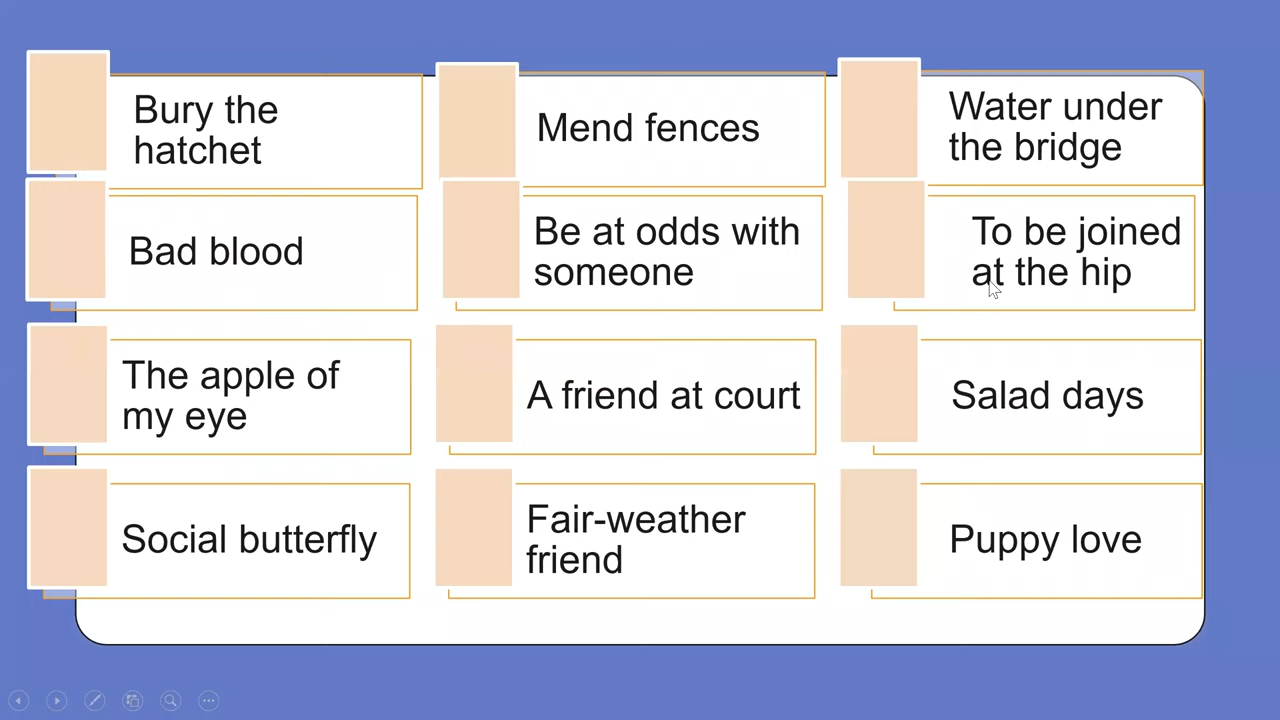 Bury the
hatchet
Mend fences
Water under
the bridge
Bad blood
Be at odds with
someone
To be joined
at the hip
The apple of
my eye
A friend at court
Salad days
Social butterfly
Fair-weather
friend
Puppy love